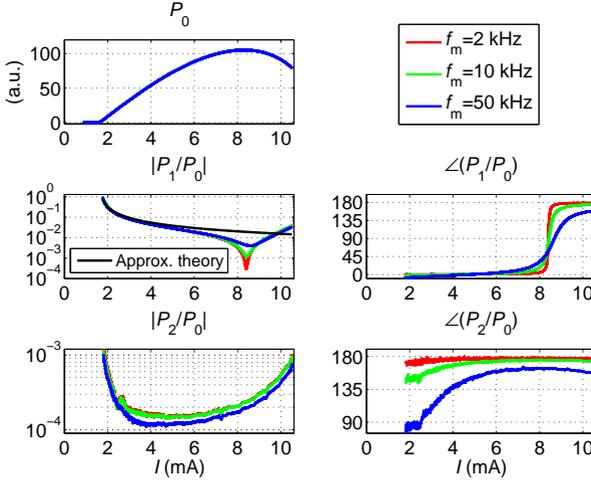 P0
(a.u.)
100
50
0
0 2 4 6 8 10
fm=2 kHz
fm=10 kHz
fm=50 kHz
|P1/P0|
10^0
10^-1
10^-2
10^-3
10^-4
Approx. theory
0 2 4 6 8 10
∠(P1/P0)
180
135
90
45
0
0 2 4 6 8 10
|P2/P0|
10^-3
10^-4
0 2 4 6 8 10
I (mA)
∠(P2/P0)
180
135
90
0 2 4 6 8 10
I (mA)